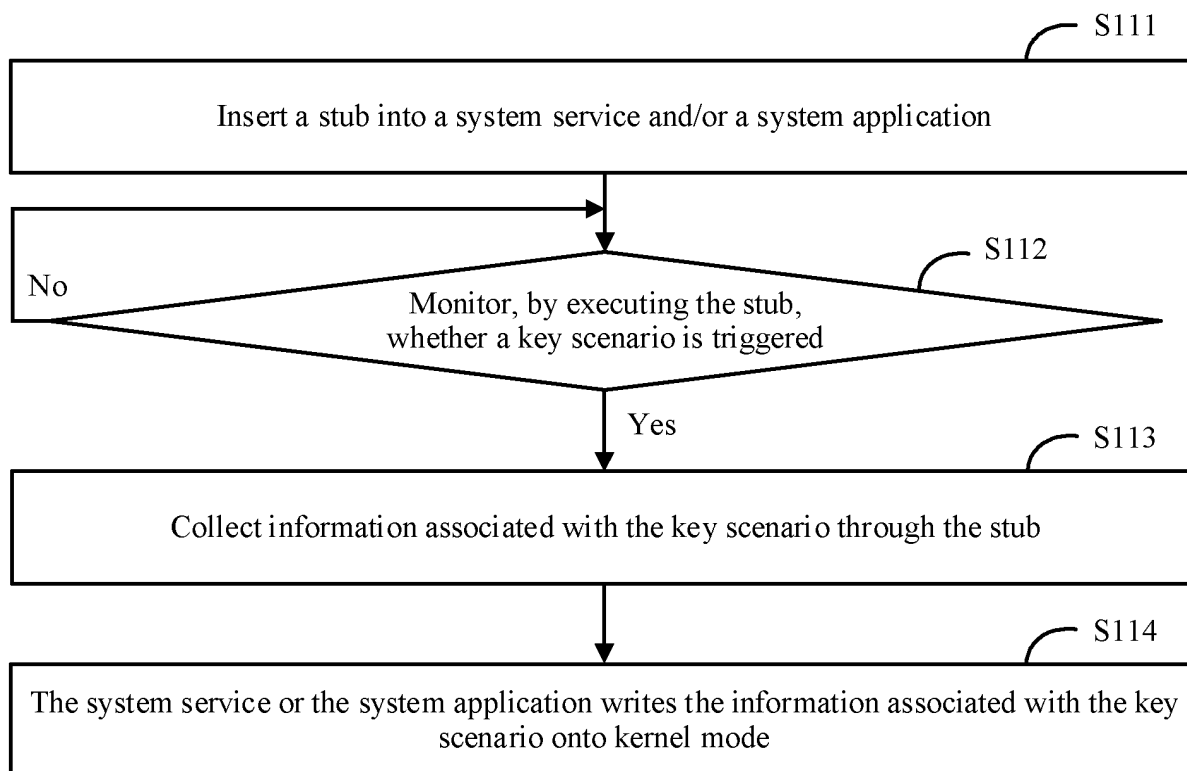 S111
Insert a stub into a system service and/or a system application
S112
No
Monitor, by executing the stub,
whether a key scenario is triggered
Yes
S113
Collect information associated with the key scenario through the stub
S114
The system service or the system application writes the information associated with the key
scenario onto kernel mode